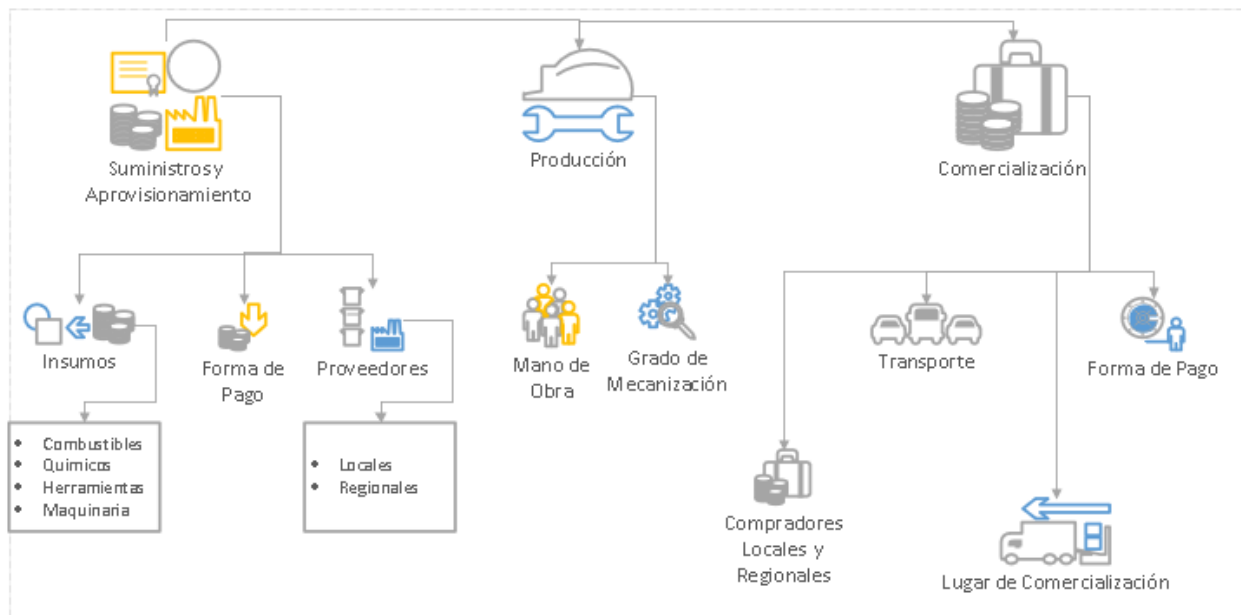 Suministros y
Aprovisionamiento
Producción
Comercialización
Insumos
Forma de
Pago
Proveedores
Mano de
Obra
Grado de
Mecanización
Transporte
Forma de Pago
• Combustibles
• Quimicos
• Herramientas
• Maquinaria
• Locales
• Regionales
Compradores
Locales y
Regionales
Lugar de Comercialización